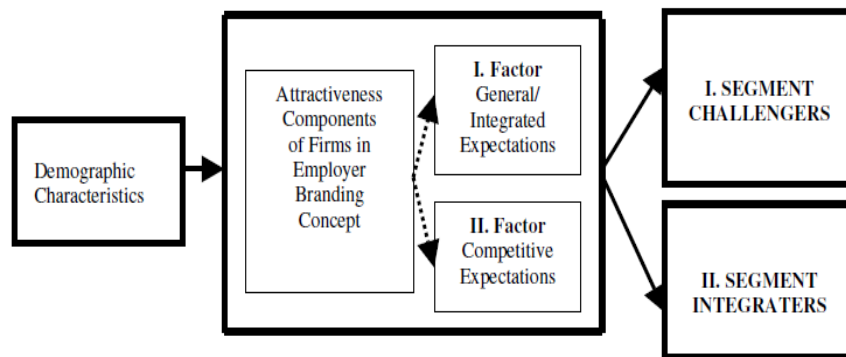 Demographic
Characteristics
Attractiveness
Components
of Firms in
Employer
Branding
Concept
I. Factor
General/
Integrated
Expectations
II. Factor
Competitive
Expectations
I. SEGMENT
CHALLENGERS
II. SEGMENT
INTEGRATERS